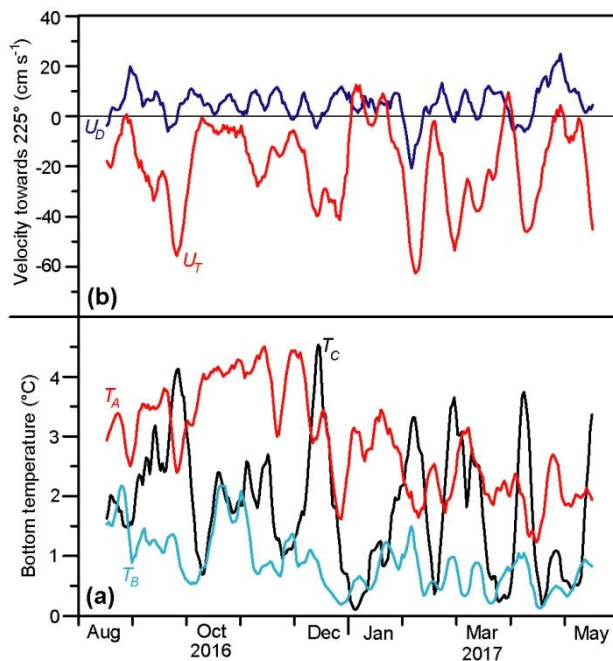 40
20
0
-20
-40
-60
Velocity towards 225° (cm s⁻¹)
U_D
U_T
(b)
4
3
2
1
0
Bottom temperature (°C)
T_A
T_B
T_C
(a)
Aug Oct Dec Jan Mar May
2016 2017